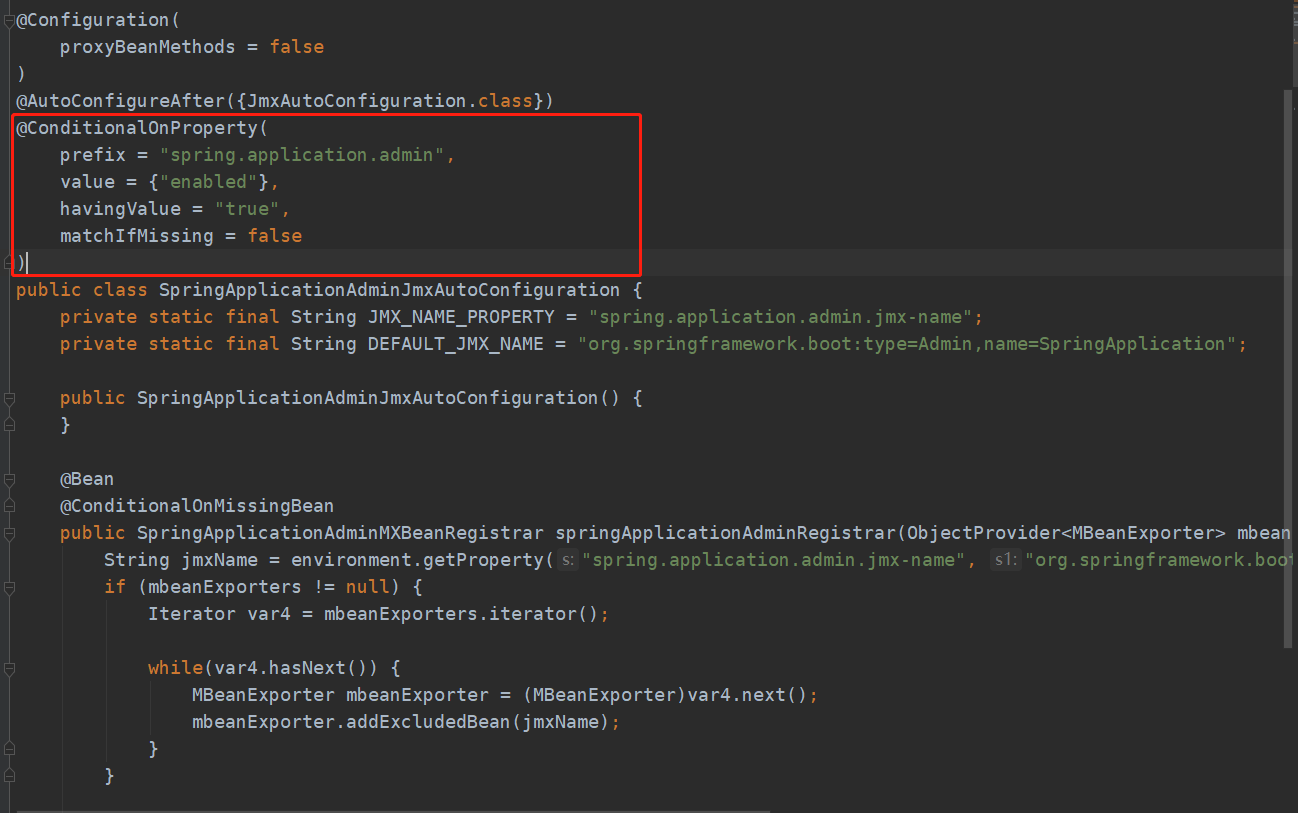 @Configuration(
    proxyBeanMethods = false
)
@AutoConfigureAfter({JmxAutoConfiguration.class})
@ConditionalOnProperty(
    prefix = "spring.application.admin",
    value = {"enabled"},
    havingValue = "true",
    matchIfMissing = false
)
public class SpringApplicationAdminJmxAutoConfiguration {
    private static final String JMX_NAME_PROPERTY = "spring.application.admin.jmx-name";
    private static final String DEFAULT_JMX_NAME = "org.springframework.boot:type=Admin,name=SpringApplication";
    public SpringApplicationAdminJmxAutoConfiguration() {
    }
    @Bean
    @ConditionalOnMissingBean
    public SpringApplicationAdminMXBeanRegistrar springApplicationAdminRegistrar(ObjectProvider<MBeanExporter> mbean
        String jmxName = environment.getProperty( s: "spring.application.admin.jmx-name", s1: "org.springframework.boot
        if (mbeanExporters != null) {
            Iterator var4 = mbeanExporters.iterator();
            while(var4.hasNext()) {
                MBeanExporter mbeanExporter = (MBeanExporter)var4.next();
                mbeanExporter.addExcludedBean(jmxName);
            }
        }